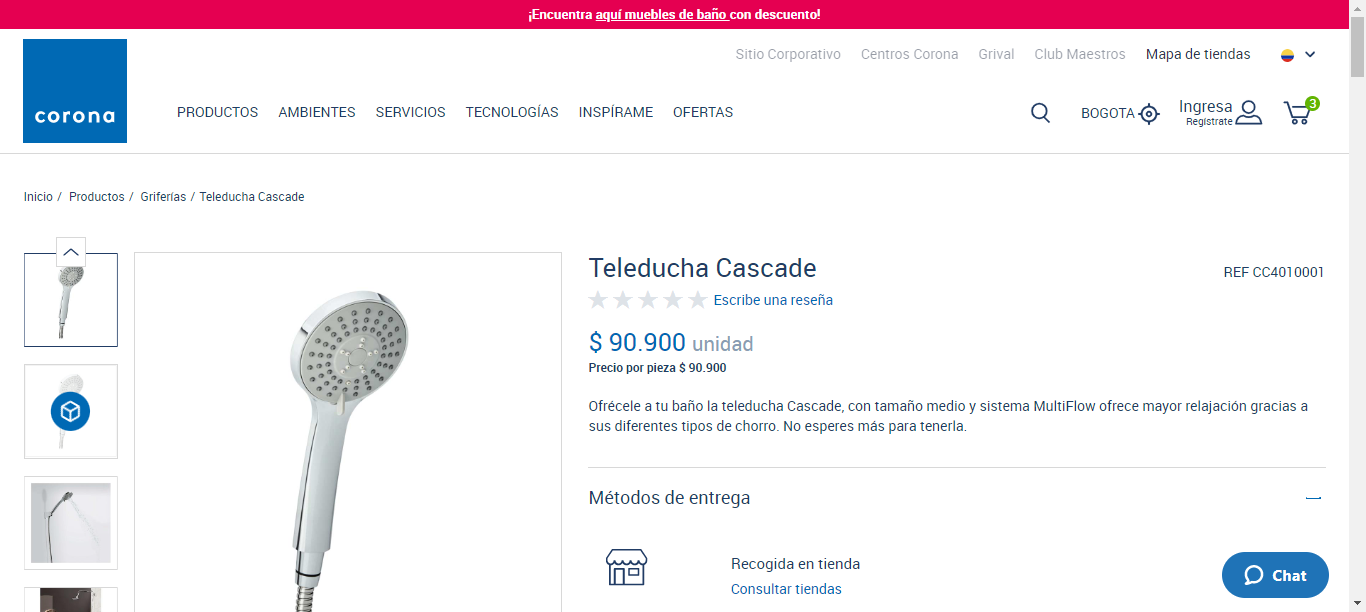 ¡Encuentra aquí muebles de baño con descuento!
Sitio Corporativo Centros Corona Grival Club Maestros Mapa de tiendas
corona
PRODUCTOS AMBIENTES SERVICIOS TECNOLOGÍAS INSPÍRAME OFERTAS
BOGOTA
Ingresa
Regístrate
3
Inicio / Productos / Griferías / Teleducha Cascade
Teleducha Cascade
REF CC4010001
Escribe una reseña
$ 90.900 unidad
Precio por pieza $ 90.900
Ofrécele a tu baño la teleducha Cascade, con tamaño medio y sistema MultiFlow ofrece mayor relajación gracias a
sus diferentes tipos de chorro. No esperes más para tenerla.
Métodos de entrega
Recogida en tienda
Consultar tiendas
Chat